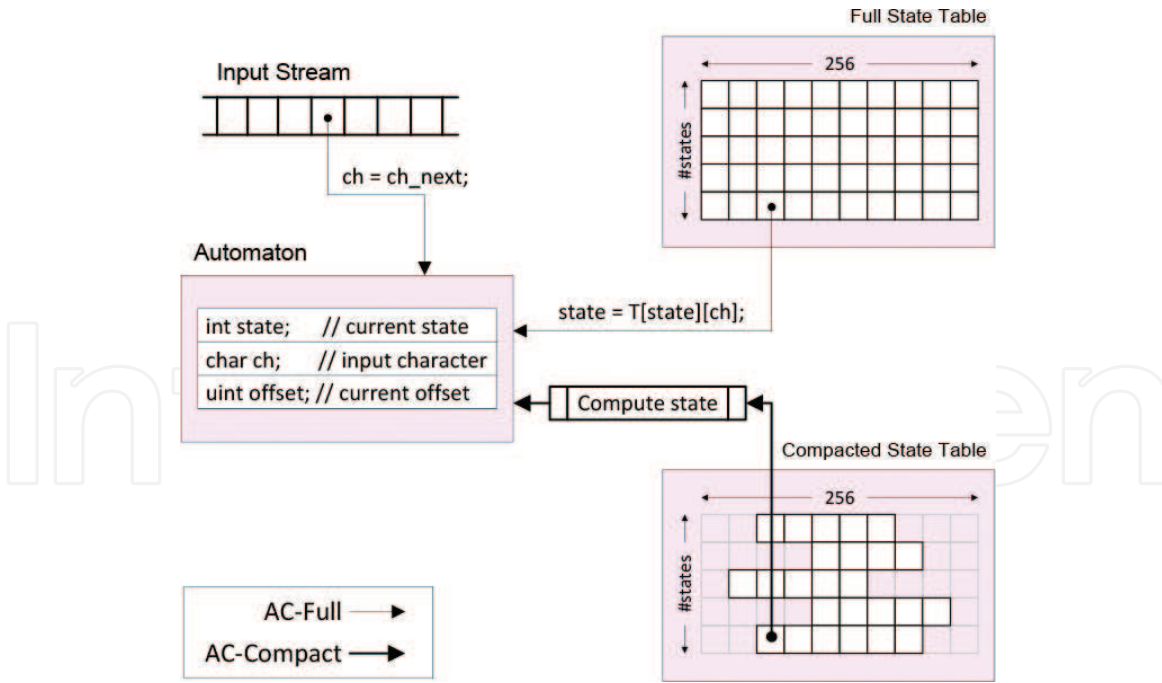 Full State Table
256
#states
Input Stream
ch = ch_next;
Automaton
int state; // current state
char ch; // input character
uint offset; // current offset
state = T[state][ch];
Compute state
Compacted State Table
256
#states
AC-Full
AC-Compact